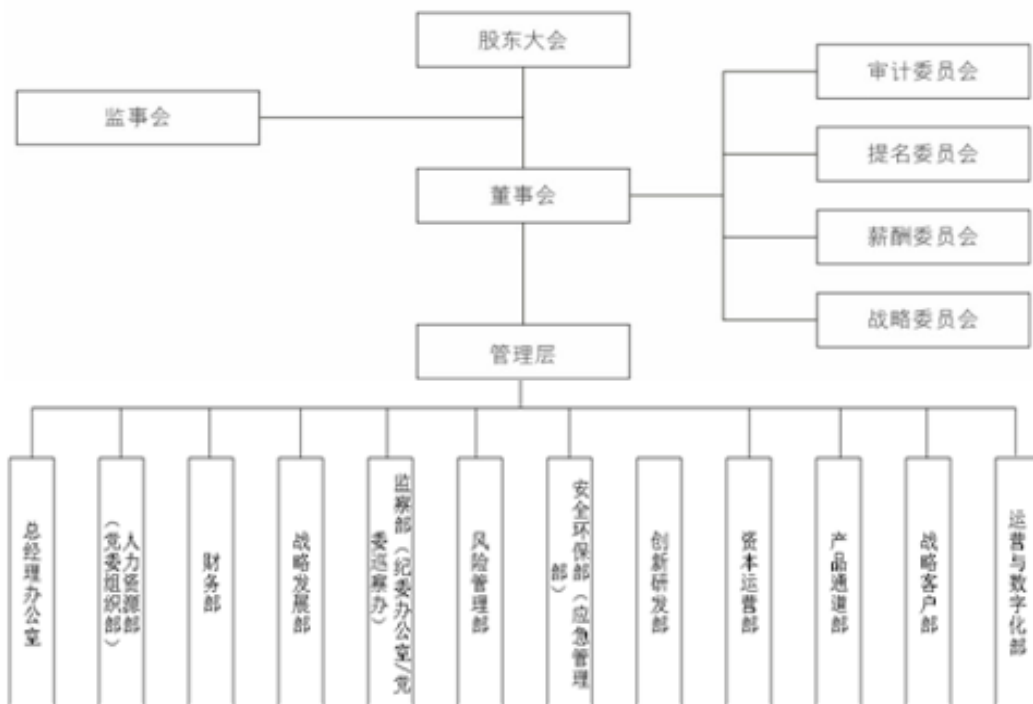 股东大会
审计委员会
监事会
提名委员会
董事会
薪酬委员会
战略委员会
管理层
总经理办公室
人力资源部
（党委组织部）
财务部
战略发展部
监察部（纪委办公室/党
委巡察办）
风险管理部
安全环保部（应急管理
部）
创新研发部
资本运营部
产品通道部
战略客户部
运营与数字化部